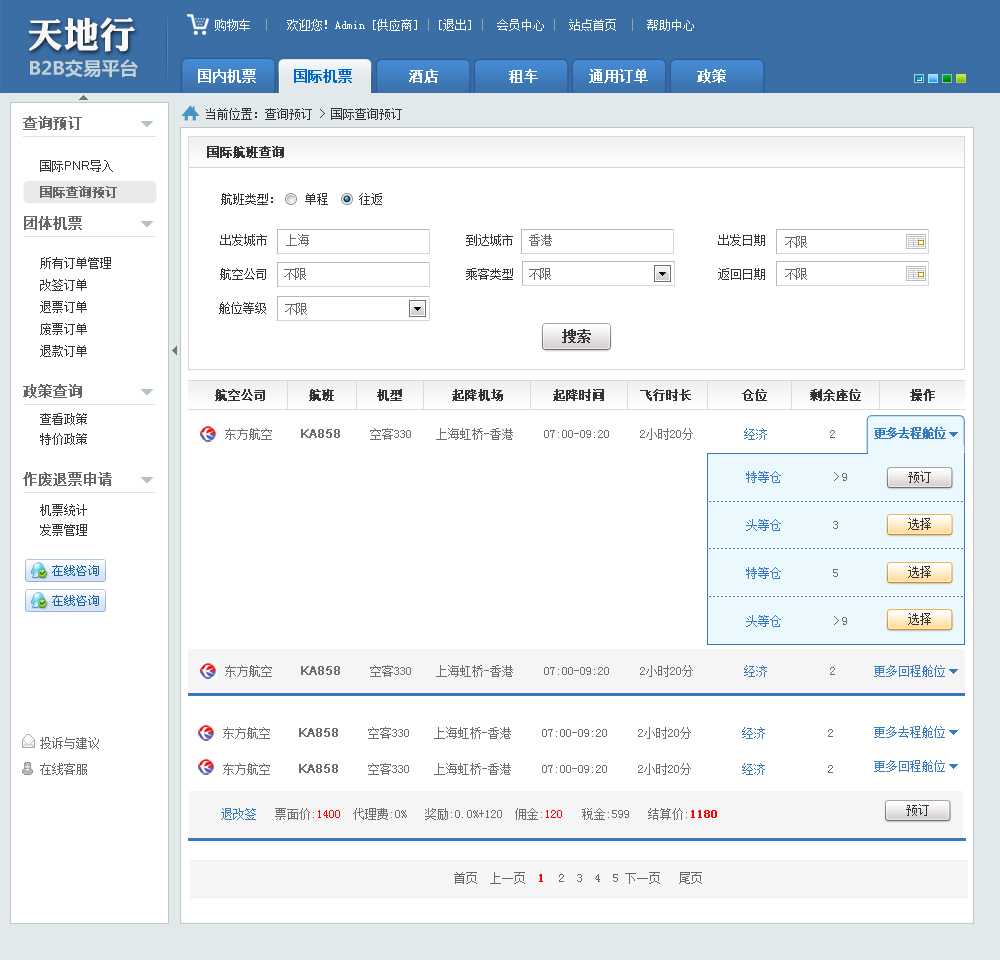 天地行
B2B交易平台
购物车 | 欢迎您! Admin [供应商] | [退出] | 会员中心 | 站点首页 | 帮助中心
国内机票 国际机票 酒店 租车 通用订单 政策
查询预订
国际PNR导入
国际查询预订
团体机票
所有订单管理
改签订单
退票订单
废票订单
退款订单
政策查询
查看政策
特价政策
作废退票申请
机票统计
发票管理
在线咨询
在线咨询
投诉与建议
在线客服
当前位置: 查询预订 > 国际查询预订
国际航班查询
航班类型: 单程 往返
出发城市 上海 到达城市 香港 出发日期 不限
航空公司 不限 乘客类型 不限 返回日期 不限
舱位等级 不限
搜索
航空公司 航班 机型 起降机场 起降时间 飞行时长 仓位 剩余座位 操作
东方航空 KA858 空客330 上海虹桥-香港 07:00-09:20 2小时20分 经济 2 更多去程舱位
特等仓 >9 预订
头等仓 3 选择
特等仓 5 选择
头等仓 >9 选择
东方航空 KA858 空客330 上海虹桥-香港 07:00-09:20 2小时20分 经济 2 更多回程舱位
东方航空 KA858 空客330 上海虹桥-香港 07:00-09:20 2小时20分 经济 2 更多去程舱位
东方航空 KA858 空客330 上海虹桥-香港 07:00-09:20 2小时20分 经济 2 更多回程舱位
退改签 票面价:1400 代理费:0% 奖励:0.0%+120 佣金:120 税金:599 结算价:1180 预订
首页 上一页 1 2 3 4 5 下一页 尾页